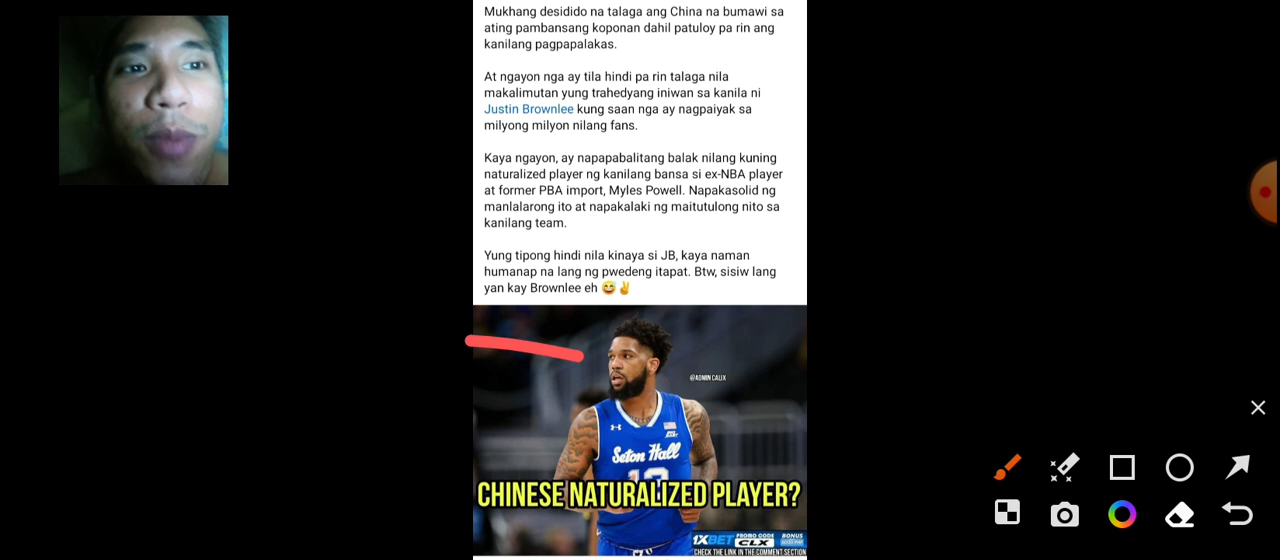 Mukhang desidido na talaga ang China na bumawi sa
ating pambansang koponan dahil patuloy pa rin ang
kanilang pagpapalakas.
At ngayon nga ay tila hindi pa rin talaga nila
makalimutan yung trahedyang iniwan sa kanila ni
Justin Brownlee kung saan nga ay nagpaiyak sa
milyong milyon nilang fans.
Kaya ngayon, ay napapabalitang balak nilang kuning
naturalized player ng kanilang bansa si ex-NBA player
at former PBA import, Myles Powell. Napakasolid ng
manlalarong ito at napakalaki ng maitutulong nito sa
kanilang team.
Yung tipong hindi nila kinaya si JB, kaya naman
humanap na lang ng pwedeng itapat. Btw, sisiw lang
yan kay Brownlee eh 😄✌️
@ADMIN CALIX
Seton Hall
13
CHINESE NATURALIZED PLAYER?
1XBET PROMO CODE CLX BONUS
CHECK THE LINK IN THE COMMENT SECTION